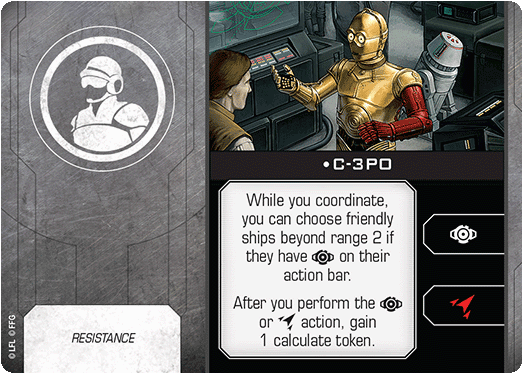 •C-3PO
While you coordinate,
you can choose friendly
ships beyond range 2 if
they have on their
action bar.
After you perform the
or action, gain
1 calculate token.
RESISTANCE
© LFL © FFG